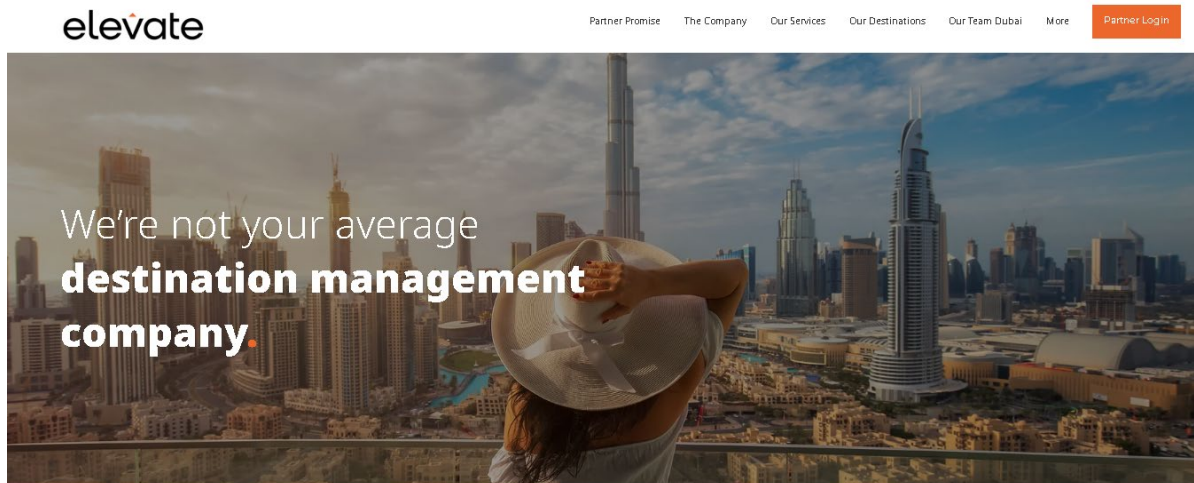 elevate
Partner Promise The Company Our Services Our Destinations Our Team Dubai More Partner Login
We're not your average
destination management
company.